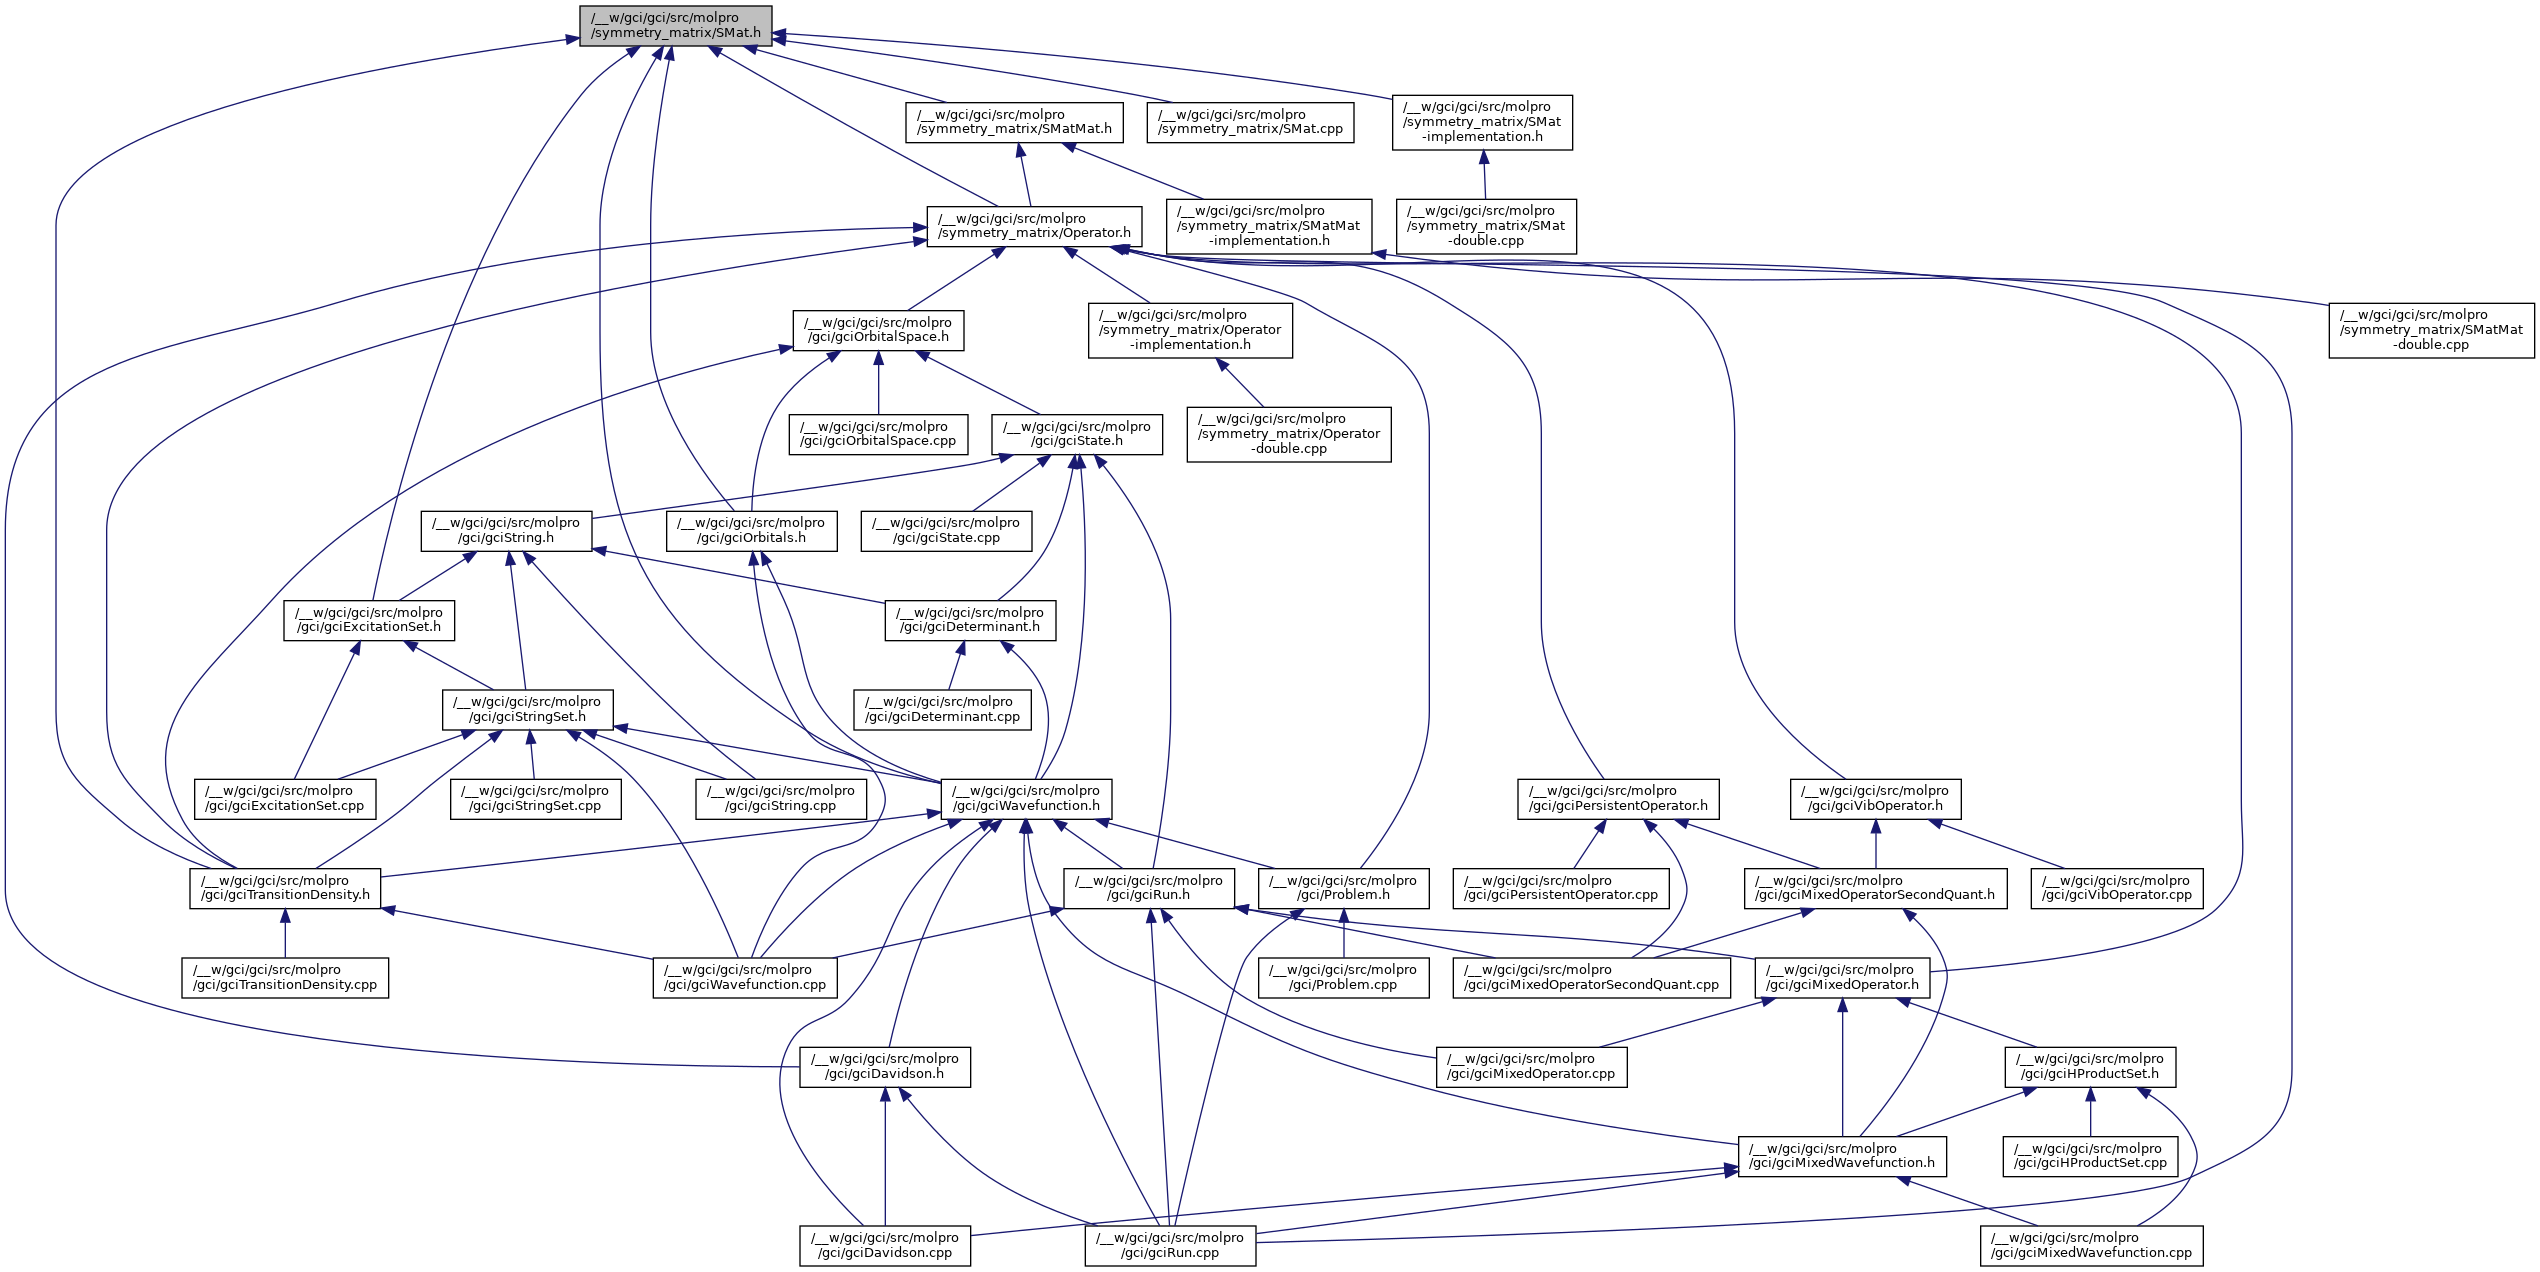 /__w/gci/gci/src/molpro
/symmetry_matrix/SMat.h
/__w/gci/gci/src/molpro
/symmetry_matrix/SMatMat.h
/__w/gci/gci/src/molpro
/symmetry_matrix/SMat.cpp
/__w/gci/gci/src/molpro
/symmetry_matrix/SMat
-implementation.h
/__w/gci/gci/src/molpro
/symmetry_matrix/Operator.h
/__w/gci/gci/src/molpro
/symmetry_matrix/SMatMat
-implementation.h
/__w/gci/gci/src/molpro
/symmetry_matrix/SMat
-double.cpp
/__w/gci/gci/src/molpro
/gci/gciOrbitalSpace.h
/__w/gci/gci/src/molpro
/symmetry_matrix/Operator
-implementation.h
/__w/gci/gci/src/molpro
/symmetry_matrix/SMatMat
-double.cpp
/__w/gci/gci/src/molpro
/gci/gciOrbitalSpace.cpp
/__w/gci/gci/src/molpro
/gci/gciState.h
/__w/gci/gci/src/molpro
/symmetry_matrix/Operator
-double.cpp
/__w/gci/gci/src/molpro
/gci/gciString.h
/__w/gci/gci/src/molpro
/gci/gciOrbitals.h
/__w/gci/gci/src/molpro
/gci/gciState.cpp
/__w/gci/gci/src/molpro
/gci/gciExcitationSet.h
/__w/gci/gci/src/molpro
/gci/gciDeterminant.h
/__w/gci/gci/src/molpro
/gci/gciStringSet.h
/__w/gci/gci/src/molpro
/gci/gciDeterminant.cpp
/__w/gci/gci/src/molpro
/gci/gciExcitationSet.cpp
/__w/gci/gci/src/molpro
/gci/gciStringSet.cpp
/__w/gci/gci/src/molpro
/gci/gciString.cpp
/__w/gci/gci/src/molpro
/gci/gciWavefunction.h
/__w/gci/gci/src/molpro
/gci/gciPersistentOperator.h
/__w/gci/gci/src/molpro
/gci/gciVibOperator.h
/__w/gci/gci/src/molpro
/gci/gciTransitionDensity.h
/__w/gci/gci/src/molpro
/gci/gciRun.h
/__w/gci/gci/src/molpro
/gci/Problem.h
/__w/gci/gci/src/molpro
/gci/gciPersistentOperator.cpp
/__w/gci/gci/src/molpro
/gci/gciMixedOperatorSecondQuant.h
/__w/gci/gci/src/molpro
/gci/gciVibOperator.cpp
/__w/gci/gci/src/molpro
/gci/gciTransitionDensity.cpp
/__w/gci/gci/src/molpro
/gci/gciWavefunction.cpp
/__w/gci/gci/src/molpro
/gci/Problem.cpp
/__w/gci/gci/src/molpro
/gci/gciMixedOperatorSecondQuant.cpp
/__w/gci/gci/src/molpro
/gci/gciMixedOperator.h
/__w/gci/gci/src/molpro
/gci/gciDavidson.h
/__w/gci/gci/src/molpro
/gci/gciMixedOperator.cpp
/__w/gci/gci/src/molpro
/gci/gciHProductSet.h
/__w/gci/gci/src/molpro
/gci/gciMixedWavefunction.h
/__w/gci/gci/src/molpro
/gci/gciHProductSet.cpp
/__w/gci/gci/src/molpro
/gci/gciDavidson.cpp
/__w/gci/gci/src/molpro
/gci/gciRun.cpp
/__w/gci/gci/src/molpro
/gci/gciMixedWavefunction.cpp